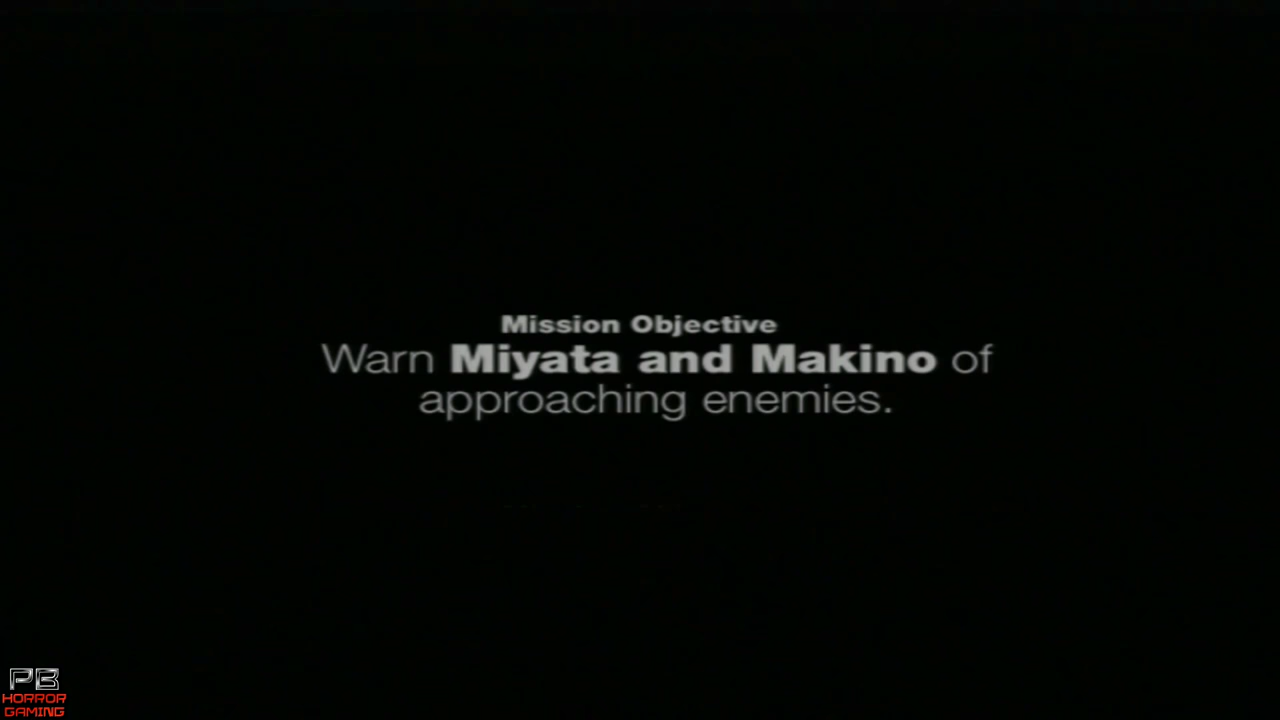 Mission Objective
Warn Miyata and Makino of
approaching enemies.
PB
HORROR
GAMING